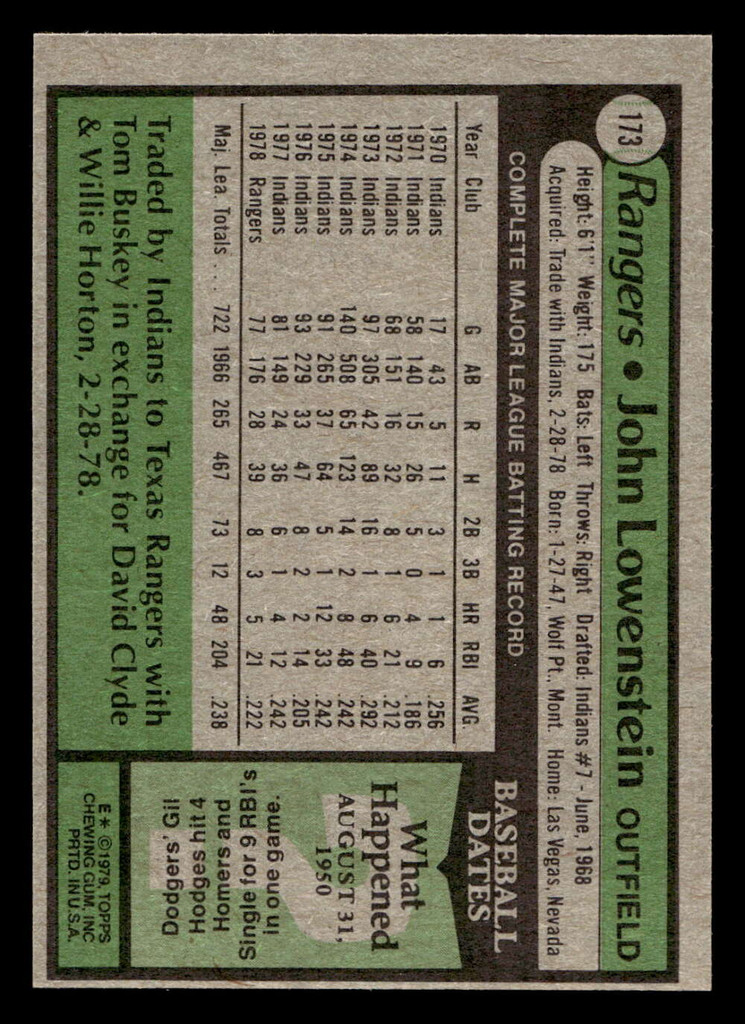 173
Rangers • John Lowenstein OUTFIELD
Height: 6'1" Weight: 175 Bats: Left Throws: Right Drafted: Indians #7 - June, 1968
Acquired: Trade with Indians, 2-28-78 Born: 1-27-47, Wolf Pt., Mont. Home: Las Vegas, Nevada
COMPLETE MAJOR LEAGUE BATTING RECORD
Year Club G AB R H 2B 3B HR RBI AVG.
1970 Indians 17 43 5 11 3 1 1 6 .256
1971 Indians 58 140 15 26 5 0 4 9 .186
1972 Indians 68 151 16 32 8 1 6 21 .212
1973 Indians 97 305 42 89 16 1 6 40 .292
1974 Indians 140 508 65 123 14 2 8 48 .242
1975 Indians 91 265 37 64 5 1 12 33 .242
1976 Indians 93 229 33 47 8 2 2 14 .205
1977 Indians 81 149 24 36 6 1 4 12 .242
1978 Rangers 77 176 28 39 8 3 5 21 .222
Maj. Lea. Totals . . . 722 1966 265 467 73 12 48 204 .238
Traded by Indians to Texas Rangers with
Tom Buskey in exchange for David Clyde
& Willie Horton, 2-28-78.
BASEBALL
DATES
What
Happened
AUGUST 31,
1950
?
Dodgers' Gil
Hodges hit 4
Homers and
Single for 9 RBI's
in one game.
E* ©1979, TOPPS
CHEWING GUM, INC
PRTD. IN U.S.A.